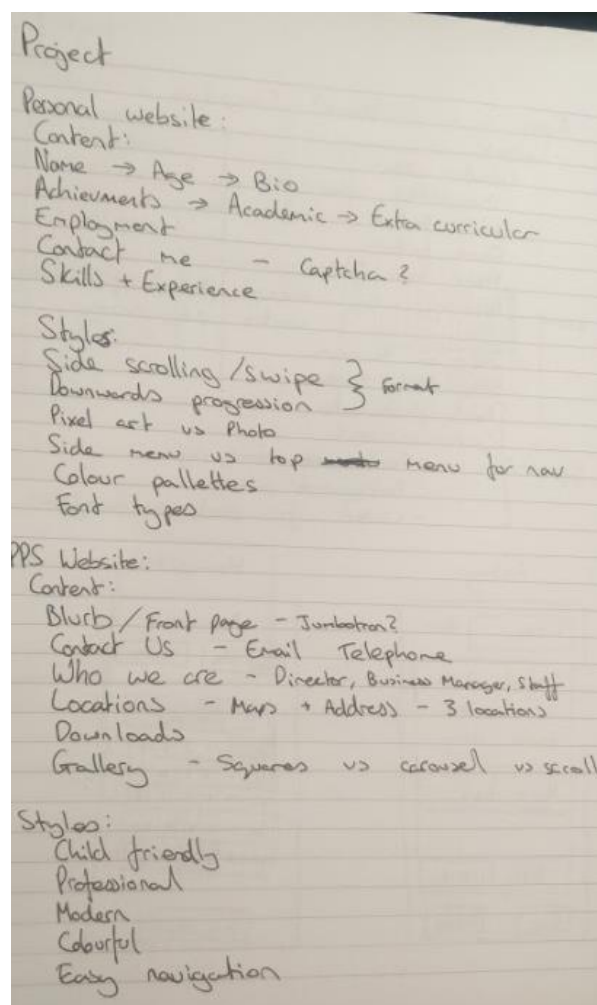 Project
Personal website:
Content:
Name → Age → Bio
Achievments → Academic → Extra curricular
Employment
Contact me - Captcha?
Skills + Experience
Styles:
Side scrolling / swipe } Format
Downwards progression
Pixel art vs Photo
Side menu vs top menu for nav
Colour pallettes
Font types
PPS Website:
Content:
Blurb / Front page - Jumbotron?
Contact Us - Email Telephone
Who we are - Director, Business Manager, Staff
Locations - Maps + Address - 3 locations
Downloads
Gallery - Squares vs carousel vs scroll
Styles:
Child friendly
Professional
Modern
Colourful
Easy navigation